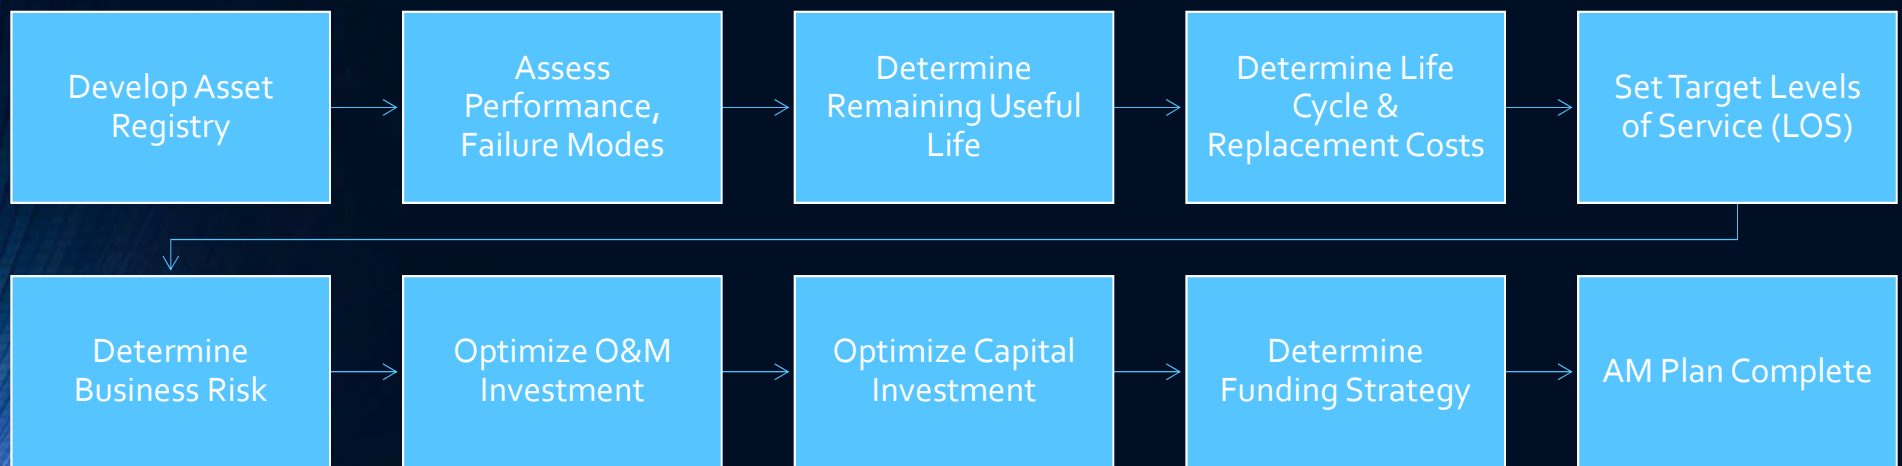 Develop Asset
Registry
Assess
Performance,
Failure Modes
Determine
Remaining Useful
Life
Determine Life
Cycle &
Replacement Costs
Set Target Levels
of Service (LOS)
Determine
Business Risk
Optimize O&M
Investment
Optimize Capital
Investment
Determine
Funding Strategy
AM Plan Complete